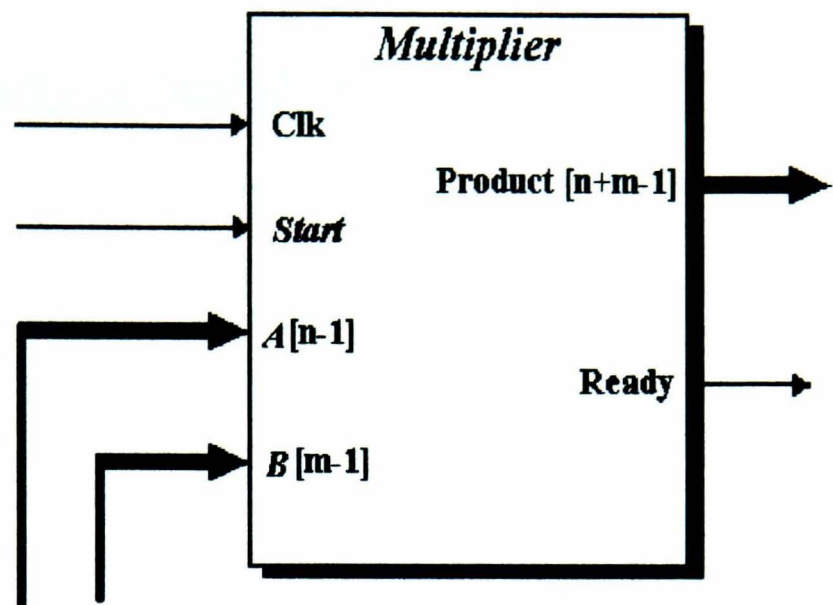 Multiplier
Clk
Product [n+m-1]
Start
A[n-1]
Ready
B[m-1]